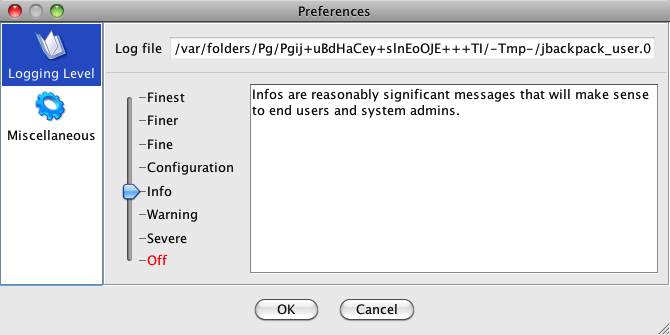 Preferences
Logging Level
Miscellaneous
Log file /var/folders/Pg/Pgij+uBdHaCey+slnEoOJE+++TI/-Tmp-/jbackpack_user.0
Finest
Finer
Fine
Configuration
Info
Warning
Severe
Off
Infos are reasonably significant messages that will make sense
to end users and system admins.
OK
Cancel